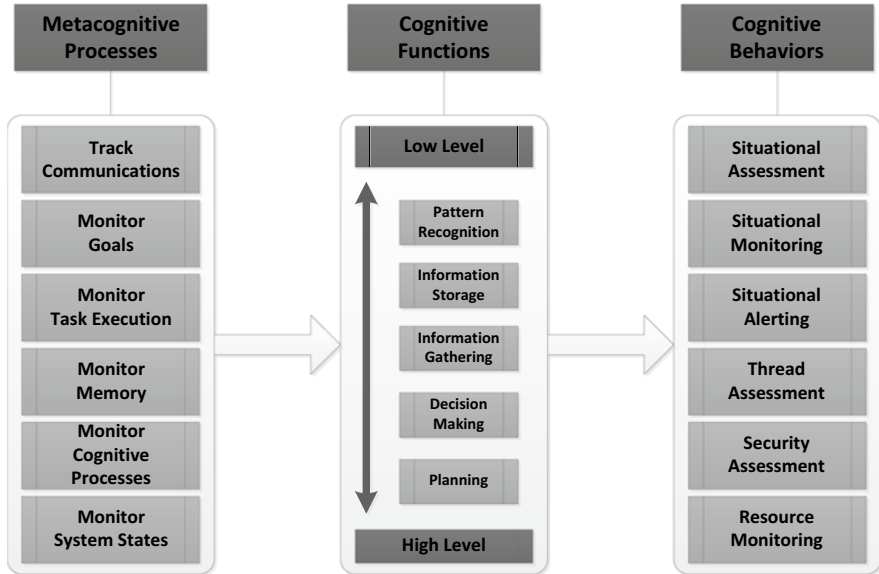 Metacognitive
Processes
Track
Communications
Monitor
Goals
Monitor
Task Execution
Monitor
Memory
Monitor
Cognitive
Processes
Monitor
System States
Cognitive
Functions
Low Level
Pattern
Recognition
Information
Storage
Information
Gathering
Decision
Making
Planning
High Level
Cognitive
Behaviors
Situational
Assessment
Situational
Monitoring
Situational
Alerting
Thread
Assessment
Security
Assessment
Resource
Monitoring